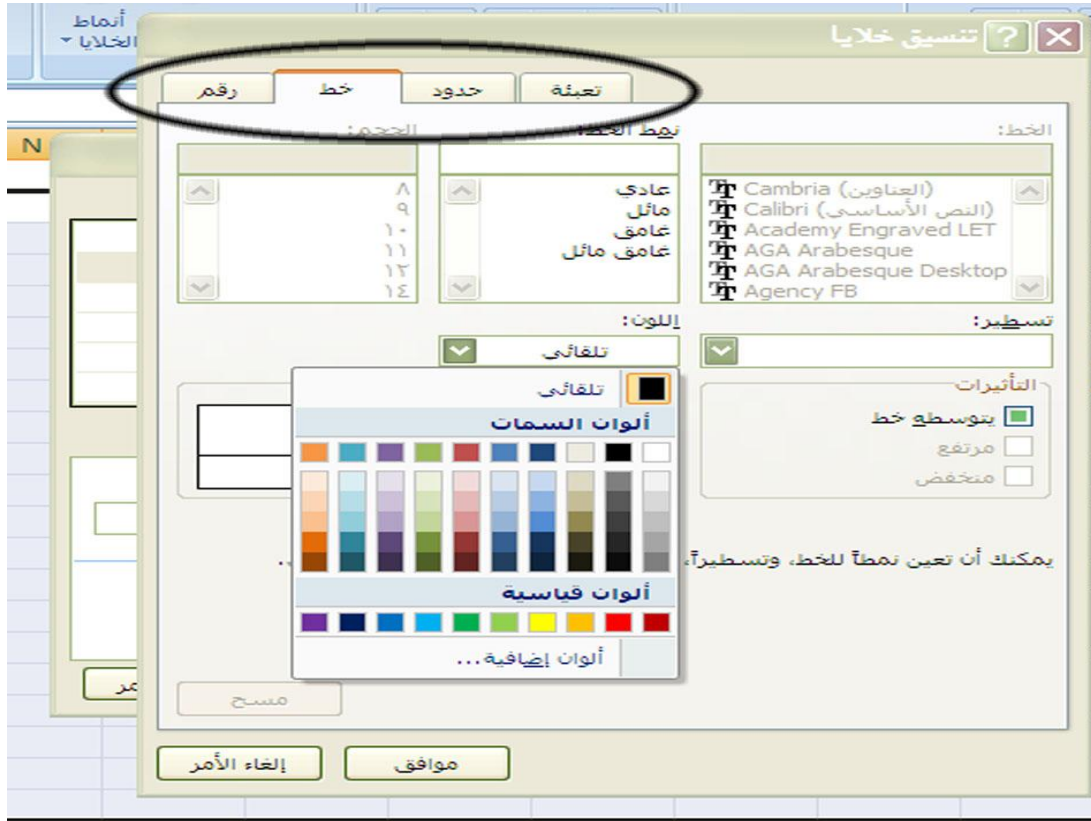 أنماط
الخلايا
تنسيق خلايا
رقم خط حدود تعبئة
N
الخط: نمط الخط: الحجم:
Cambria (العناوين)
Calibri (النص الأساسي)
Academy Engraved LET
AGA Arabesque
AGA Arabesque Desktop
Agency FB
عادي
مائل
غامق
غامق مائل
٨
٩
١٠
١١
١٢
١٤
تسطير: اللون:
تلقائي
التأثيرات
يتوسطه خط
مرتفع
منخفض
تلقائي
ألوان السمات
ألوان قياسية
ألوان إضافية...
يمكنك أن تعين نمطاً للخط، وتسطيراً،
مسح
موافق إلغاء الأمر